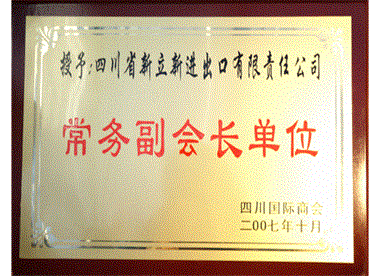 授予:四川省新立新进出口有限责任公司
常务副会长单位
四川国际商会
二00七年十月